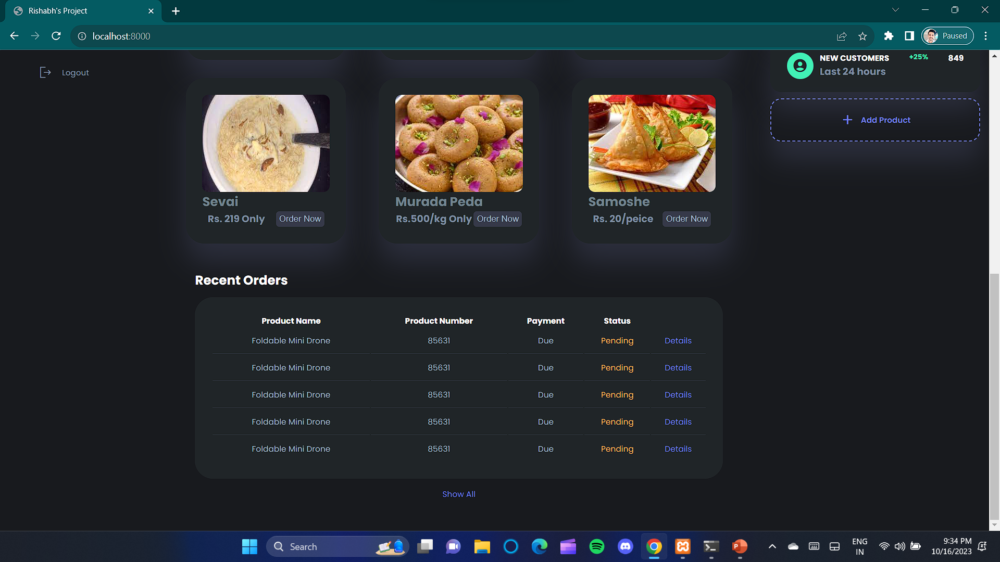 Rishabh's Project
localhost:8000
Paused
Logout
NEW CUSTOMERS +25% 849
Last 24 hours
Add Product
Sevai
Rs. 219 Only Order Now
Murada Peda
Rs.500/kg Only Order Now
Samoshe
Rs. 20/peice Order Now
Recent Orders
Product Name Product Number Payment Status
Foldable Mini Drone 85631 Due Pending Details
Foldable Mini Drone 85631 Due Pending Details
Foldable Mini Drone 85631 Due Pending Details
Foldable Mini Drone 85631 Due Pending Details
Foldable Mini Drone 85631 Due Pending Details
Show All
Search
ENG
IN
9:34 PM
10/16/2023